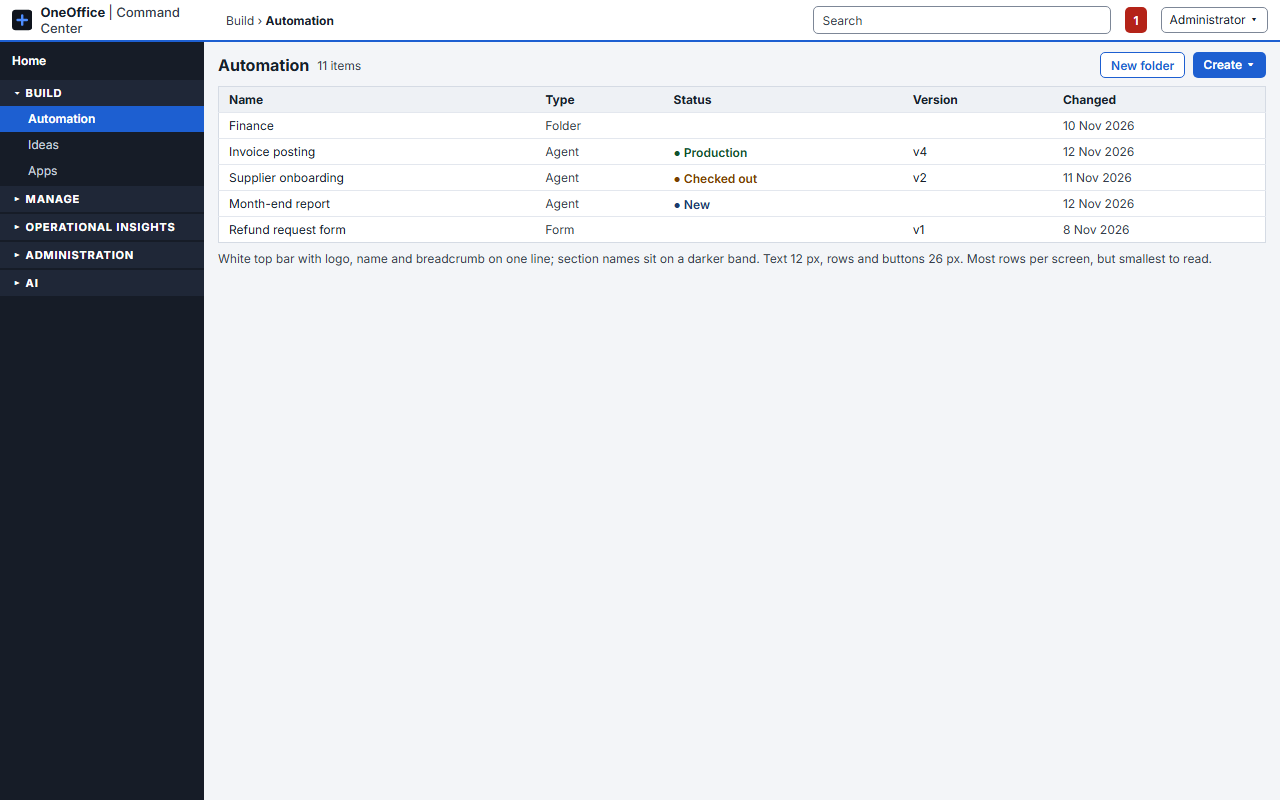 OneOffice | Command Center
Build › Automation
Search
1
Administrator
Home
BUILD
Automation
Ideas
Apps
MANAGE
OPERATIONAL INSIGHTS
ADMINISTRATION
AI
Automation 11 items
New folder
Create
Name Type Status Version Changed
Finance Folder 10 Nov 2026
Invoice posting Agent ● Production v4 12 Nov 2026
Supplier onboarding Agent ● Checked out v2 11 Nov 2026
Month-end report Agent ● New 12 Nov 2026
Refund request form Form v1 8 Nov 2026
White top bar with logo, name and breadcrumb on one line; section names sit on a darker band. Text 12 px, rows and buttons 26 px. Most rows per screen, but smallest to read.